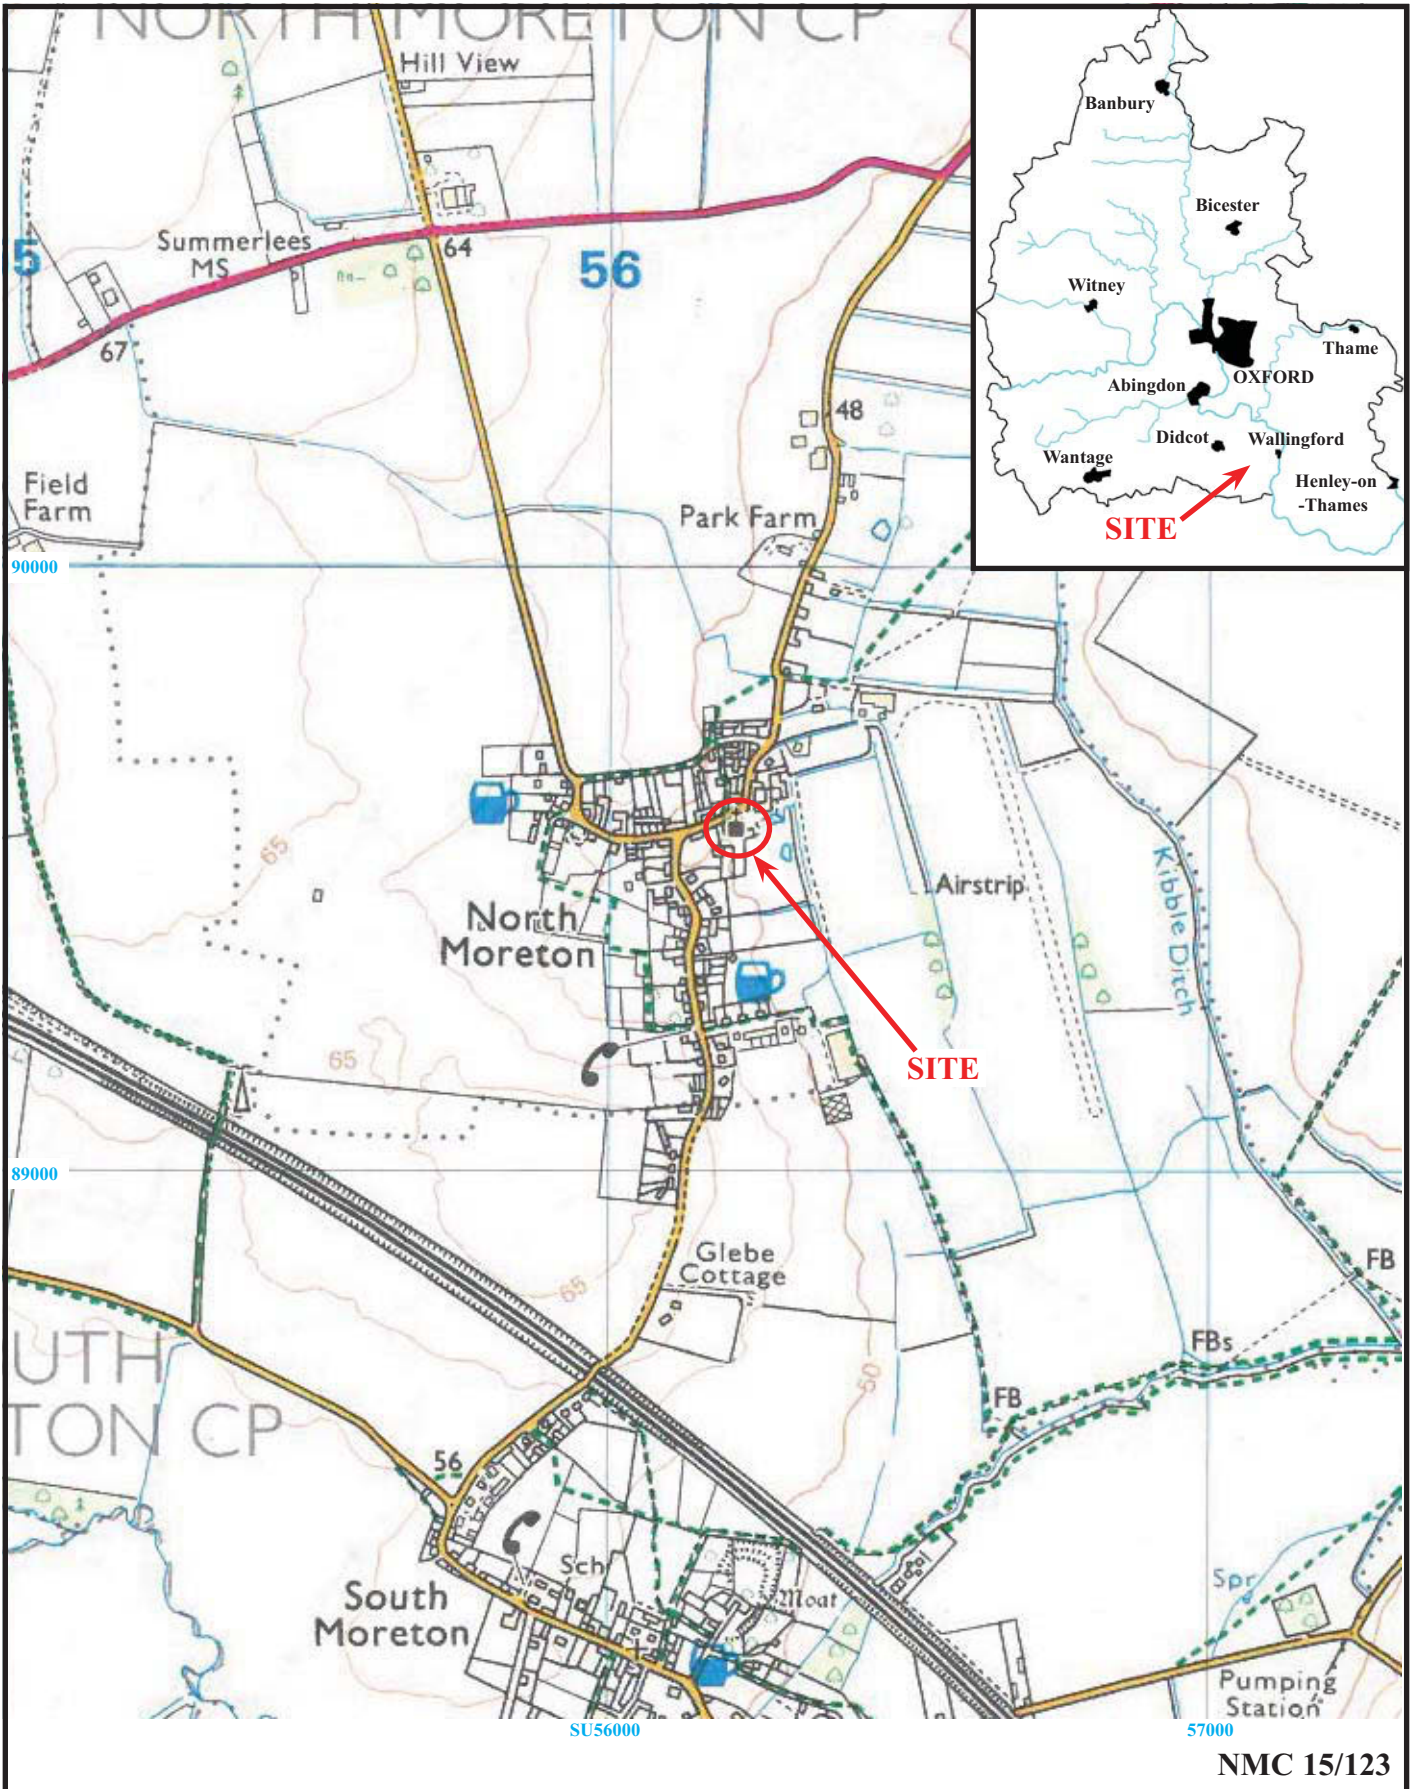 NORTH MORETON CP
Hill View
Banbury
Bicester
Witney
Thame
OXFORD
Abingdon
Didcot
Wallingford
Wantage
Henley-on
-Thames
SITE
Summerlees
MS
64
5
56
67
48
Field
Farm
Park Farm
90000
65
Airstrip
Kibble Ditch
North
Moreton
65
SITE
89000
Glebe
Cottage
65
FB
UTH
TON CP
FBs
50
FB
56
Sch
Moat
South
Moreton
Spr
Pumping
Station
SU56000
57000
NMC 15/123